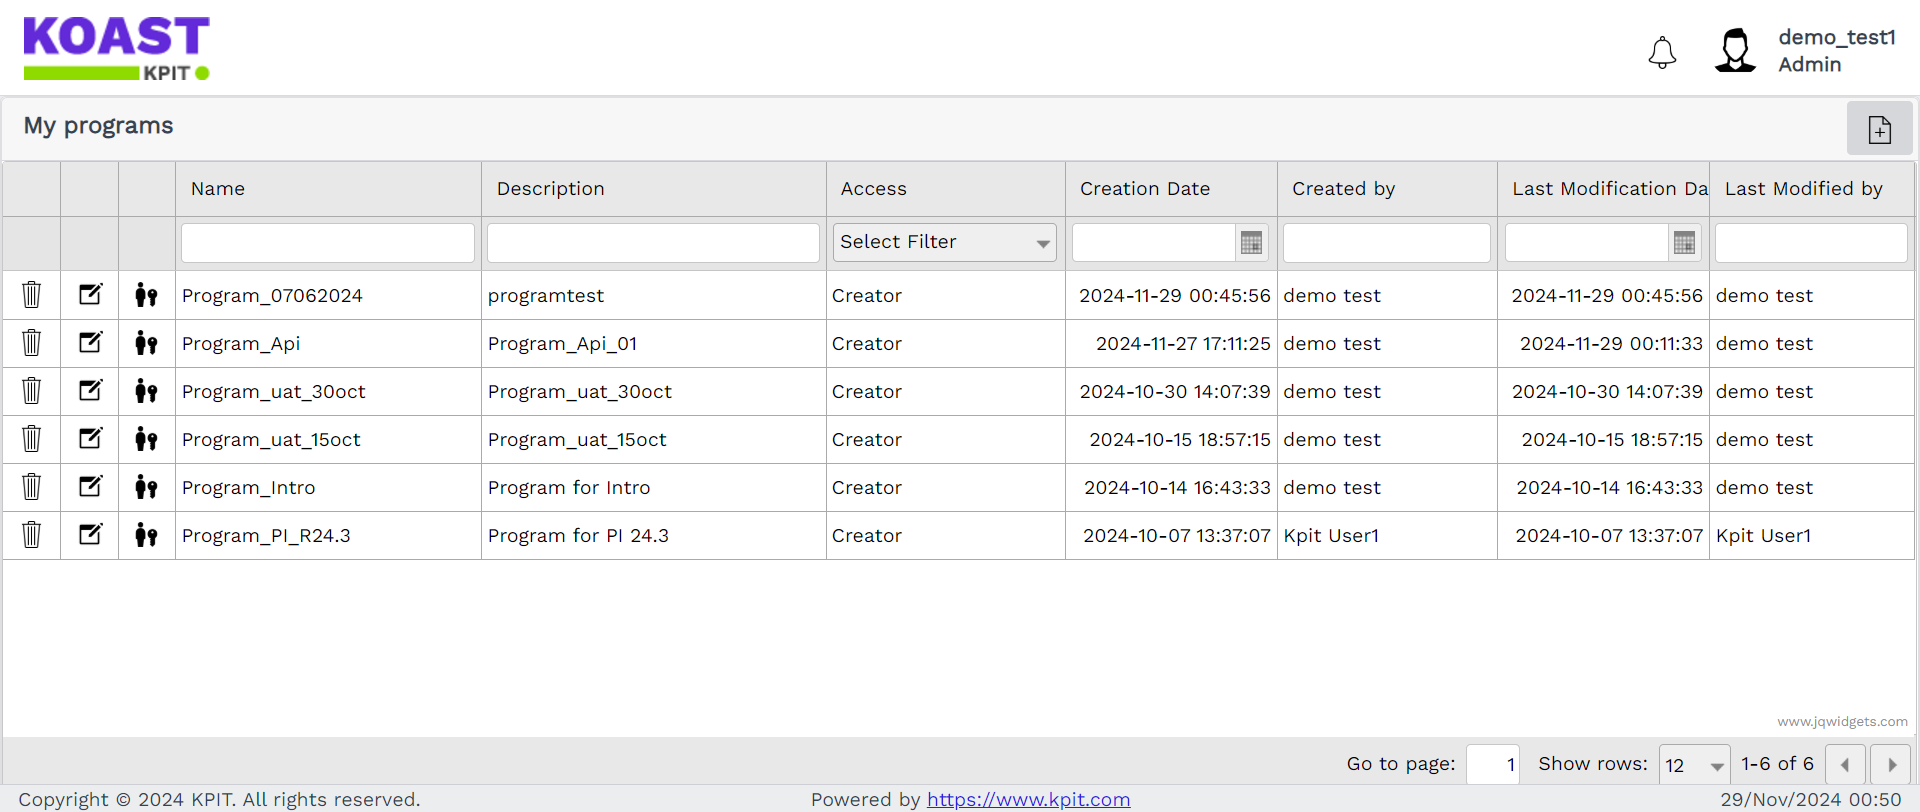 KOAST
KPIT
demo_test1
Admin
My programs
Name Description Access Creation Date Created by Last Modification Da Last Modified by
Select Filter
Program_07062024 programtest Creator 2024-11-29 00:45:56 demo test 2024-11-29 00:45:56 demo test
Program_Api Program_Api_01 Creator 2024-11-27 17:11:25 demo test 2024-11-29 00:11:33 demo test
Program_uat_30oct Program_uat_30oct Creator 2024-10-30 14:07:39 demo test 2024-10-30 14:07:39 demo test
Program_uat_15oct Program_uat_15oct Creator 2024-10-15 18:57:15 demo test 2024-10-15 18:57:15 demo test
Program_Intro Program for Intro Creator 2024-10-14 16:43:33 demo test 2024-10-14 16:43:33 demo test
Program_PI_R24.3 Program for PI 24.3 Creator 2024-10-07 13:37:07 Kpit User1 2024-10-07 13:37:07 Kpit User1
www.jqwidgets.com
Go to page: 1 Show rows: 12 1-6 of 6
Copyright © 2024 KPIT. All rights reserved. Powered by https://www.kpit.com 29/Nov/2024 00:50